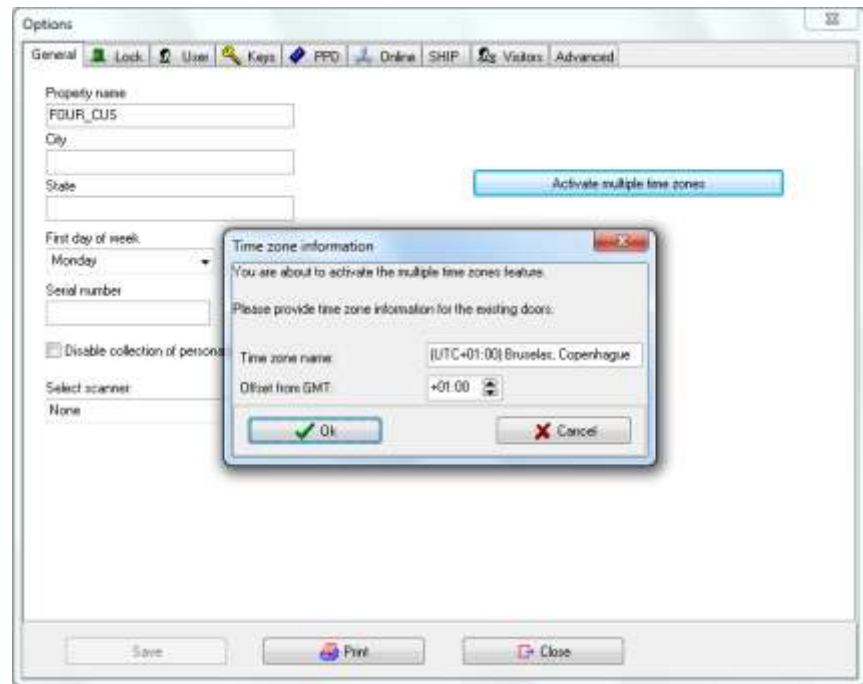 Options
General Lock User Keys PPD Online SHIP Visitors Advanced
Property name
FOUR_CUS
City
State
Activate multiple time zones
First day of week
Monday
Serial number
Disable collection of persona
Select scanner
None
Time zone information
You are about to activate the multiple time zones feature.
Please provide time zone information for the existing doors:
Time zone name:
(UTC+01:00) Bruselas, Copenhague
Offset from GMT:
+01:00
Ok
Cancel
Save
Print
Close